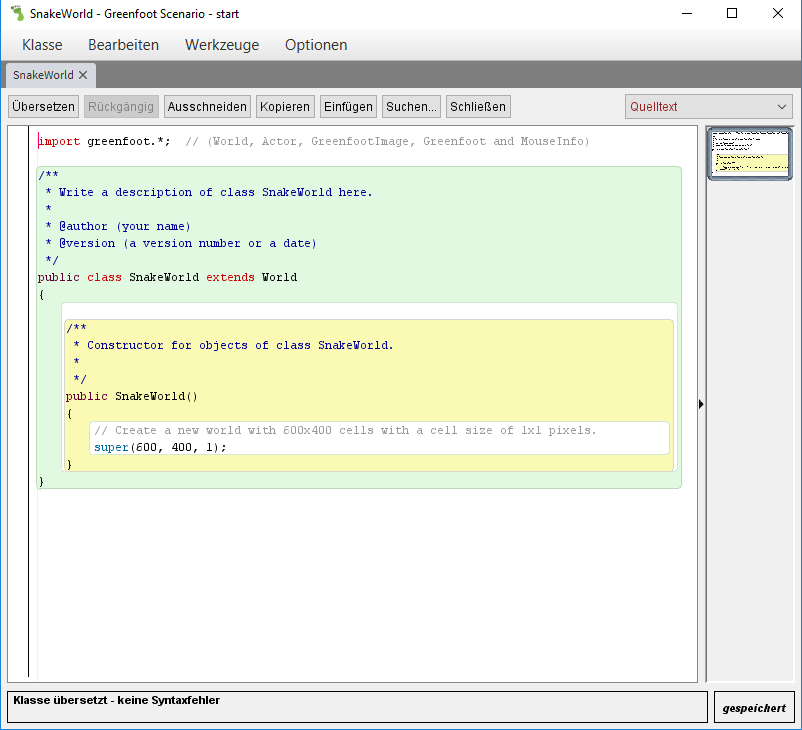 SnakeWorld - Greenfoot Scenario - start
Klasse Bearbeiten Werkzeuge Optionen
SnakeWorld
Übersetzen Rückgängig Ausschneiden Kopieren Einfügen Suchen... Schließen Quelltext
import greenfoot.*;  // (World, Actor, GreenfootImage, Greenfoot and MouseInfo)
/**
 * Write a description of class SnakeWorld here.
 *
 * @author (your name)
 * @version (a version number or a date)
 */
public class SnakeWorld extends World
{
    /**
     * Constructor for objects of class SnakeWorld.
     *
     */
    public SnakeWorld()
    {
        // Create a new world with 600x400 cells with a cell size of 1x1 pixels.
        super(600, 400, 1);
    }
}
Klasse übersetzt - keine Syntaxfehler
gespeichert